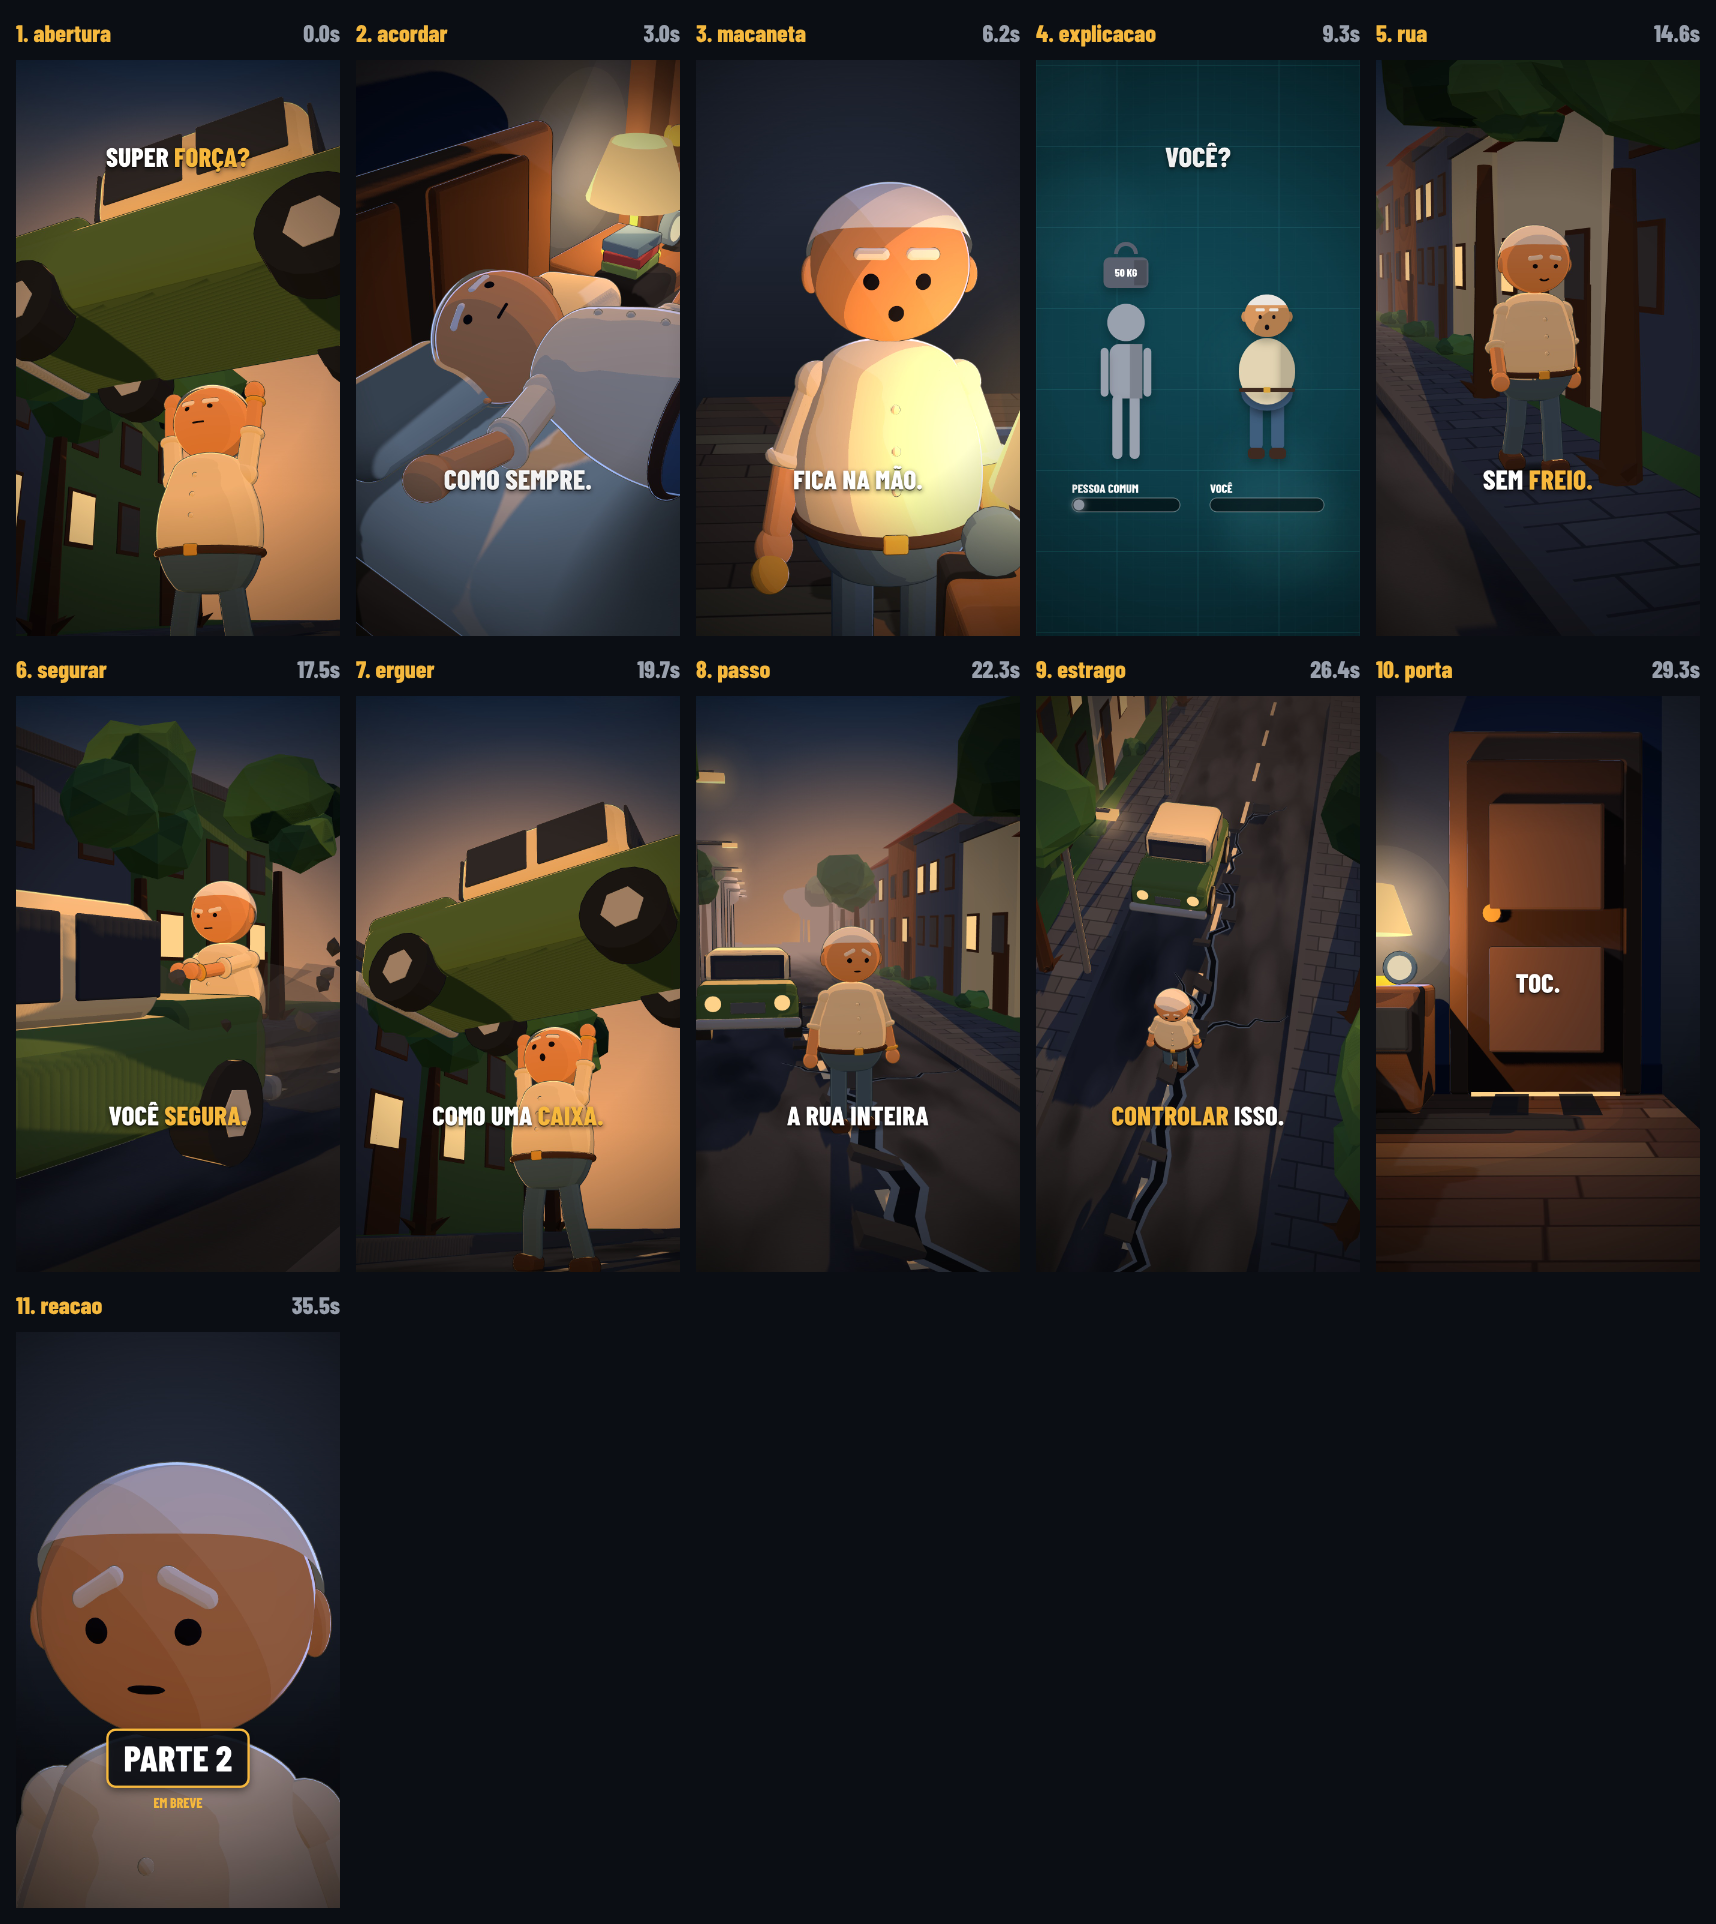 1. abertura 0.0s
SUPER FORÇA?
2. acordar 3.0s
COMO SEMPRE.
3. macaneta 6.2s
FICA NA MÃO.
4. explicacao 9.3s
VOCÊ?
50 KG
PESSOA COMUM
VOCÊ
5. rua 14.6s
SEM FREIO.
6. segurar 17.5s
VOCÊ SEGURA.
7. erguer 19.7s
COMO UMA CAIXA.
8. passo 22.3s
A RUA INTEIRA
9. estrago 26.4s
CONTROLAR ISSO.
10. porta 29.3s
TOC.
11. reacao 35.5s
PARTE 2
EM BREVE